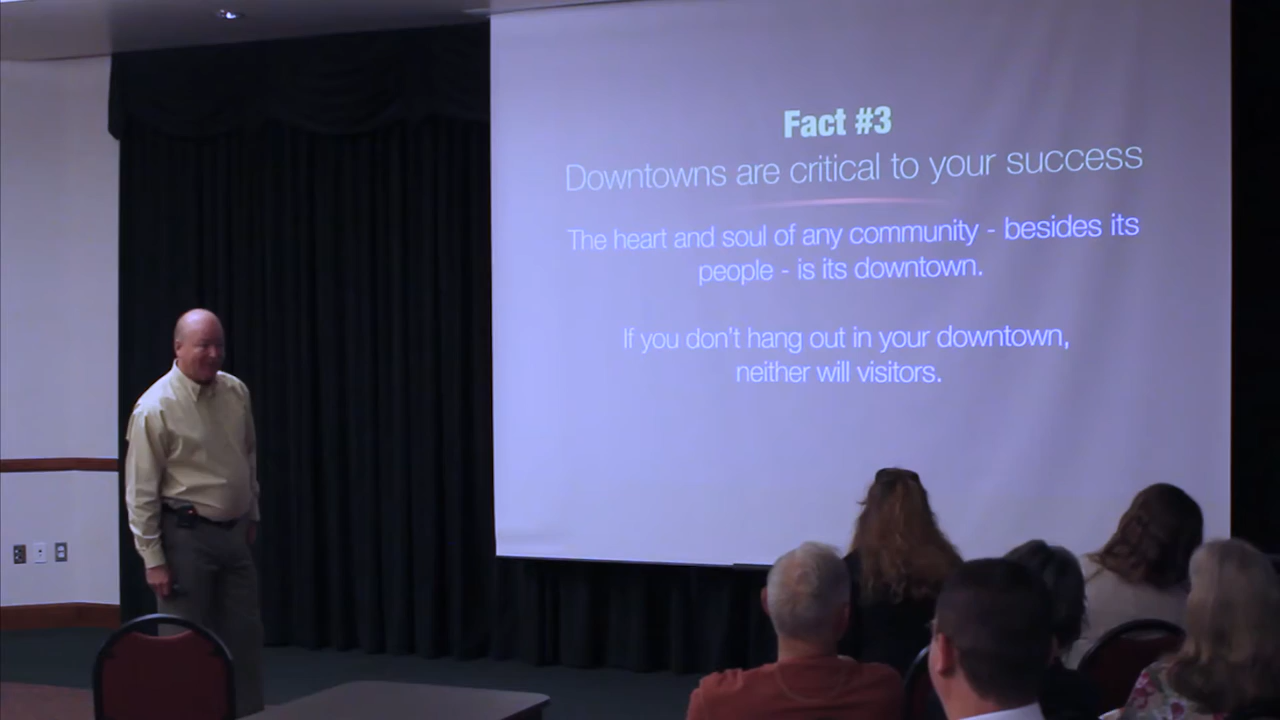 Fact #3
Downtowns are critical to your success
The heart and soul of any community - besides its
people - is its downtown.
If you don't hang out in your downtown,
neither will visitors.